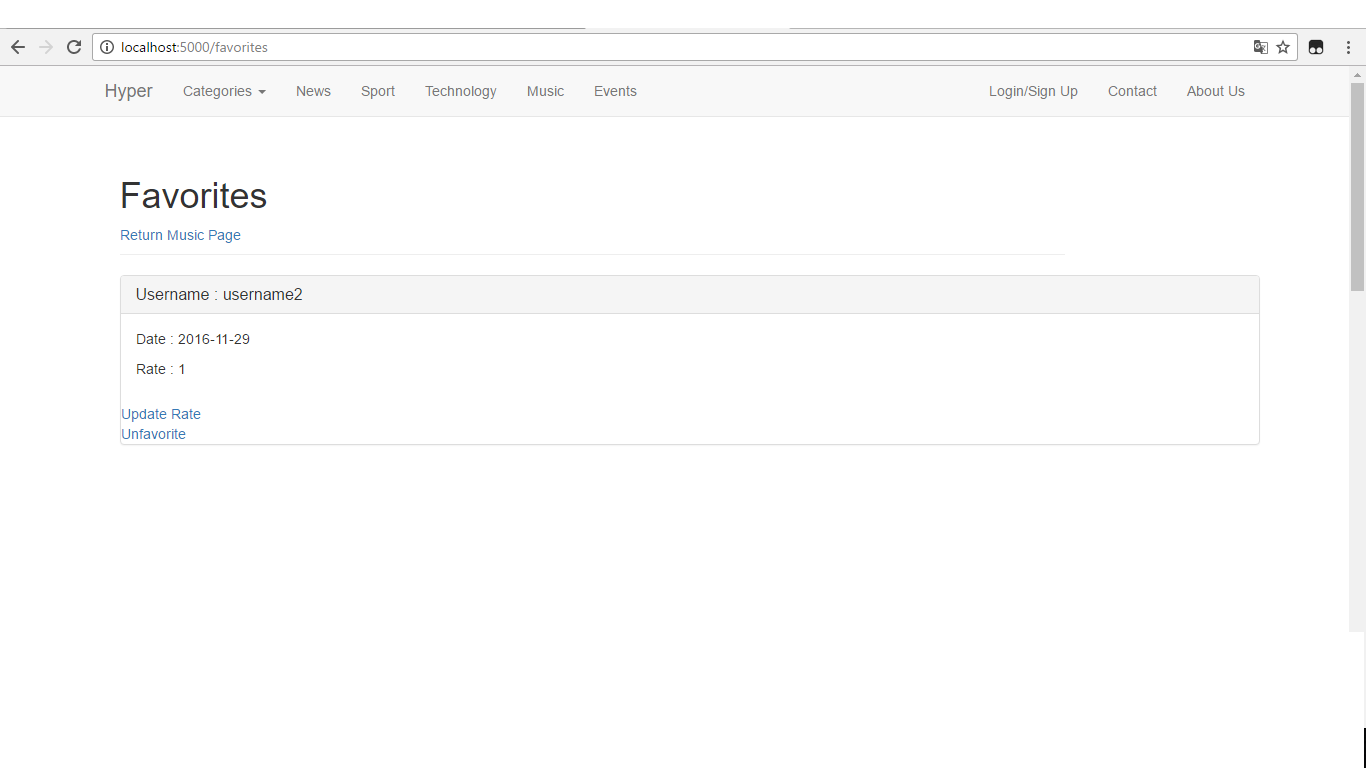 localhost:5000/favorites
Hyper Categories News Sport Technology Music Events Login/Sign Up Contact About Us
Favorites
Return Music Page
Username : username2
Date : 2016-11-29
Rate : 1
Update Rate
Unfavorite